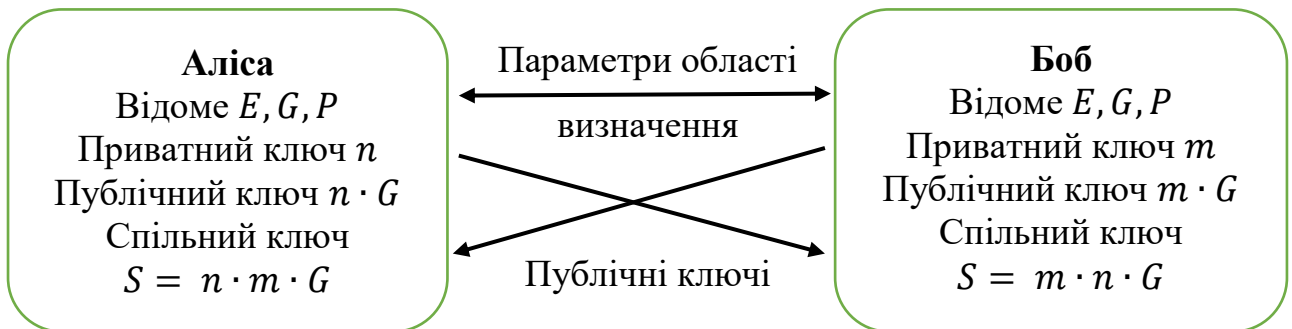 Аліса
Відоме E, G, P
Приватний ключ n
Публічний ключ n · G
Спільний ключ
S = n · m · G
Параметри області
визначення
Публічні ключі
Боб
Відоме E, G, P
Приватний ключ m
Публічний ключ m · G
Спільний ключ
S = m · n · G